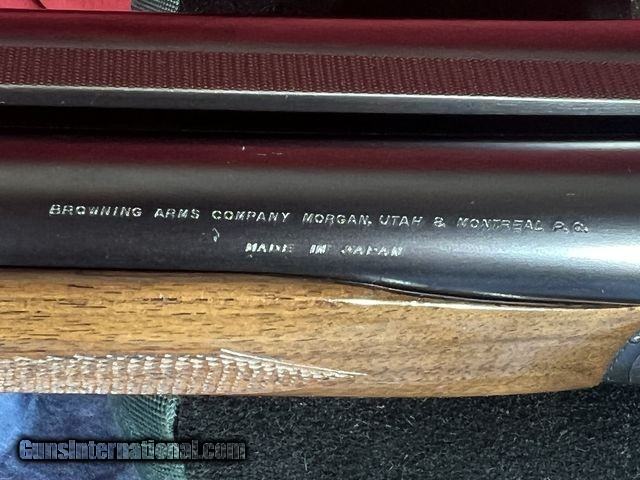 BROWNING ARMS COMPANY MORGAN, UTAH & MONTREAL P.Q.
MADE IN JAPAN
GunsInternational.com